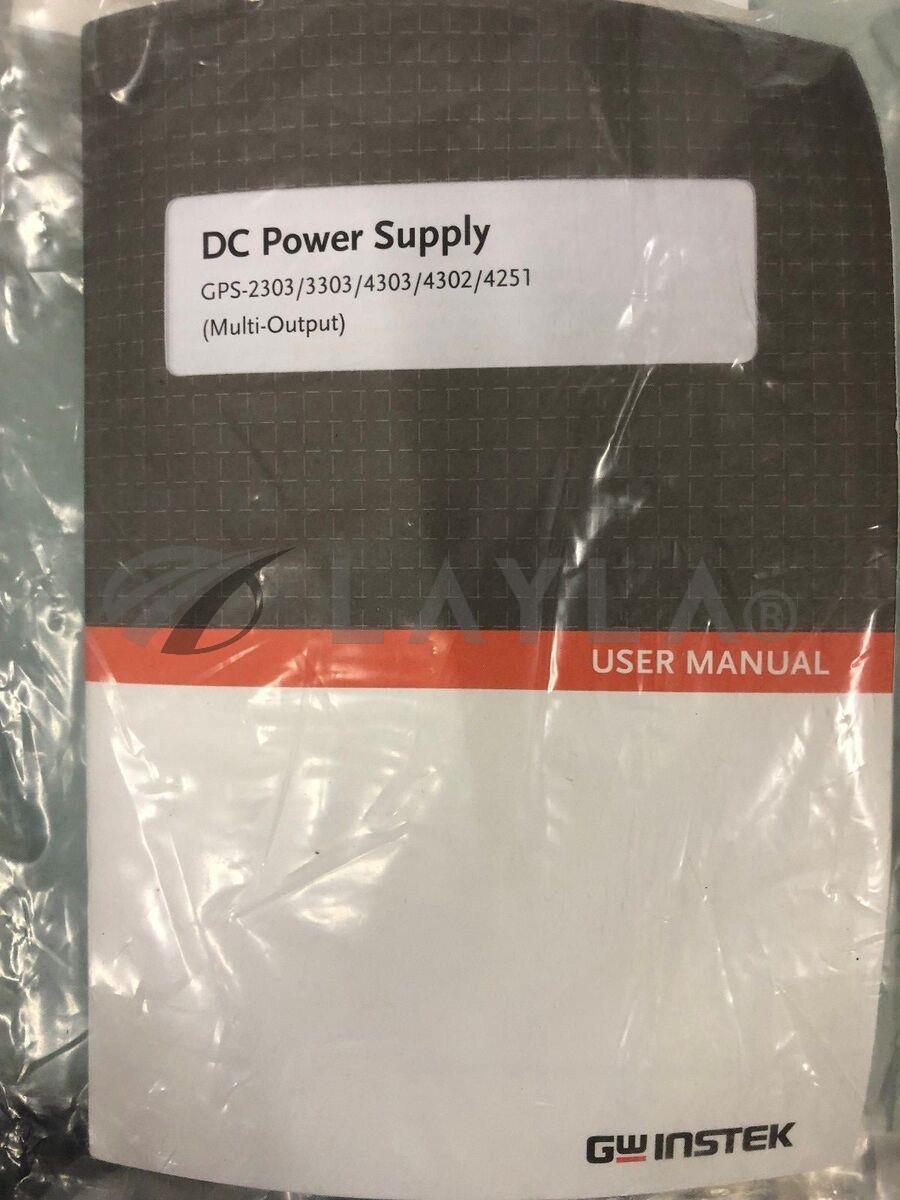 DC Power Supply
GPS-2303/3303/4303/4302/4251
(Multi-Output)
LAYLA®
USER MANUAL
GW INSTEK